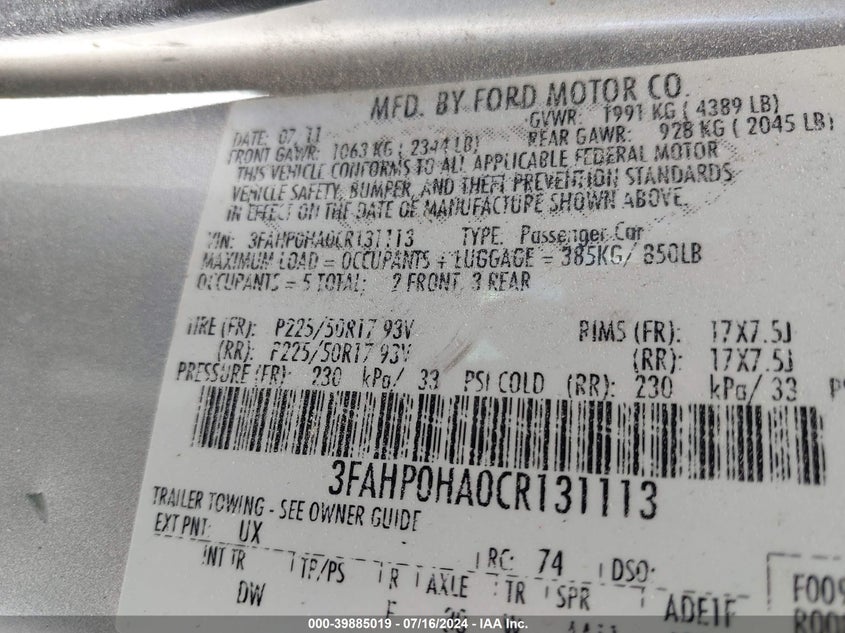 MFD. BY FORD MOTOR CO.
DATE: 07 11 GVWR: 1991 KG ( 4389 LB)
FRONT GAWR: 1063 KG ( 2344 LB) REAR GAWR: 928 KG ( 2045 LB)
THIS VEHICLE CONFORMS TO ALL APPLICABLE FEDERAL MOTOR
VEHICLE SAFETY, BUMPER, AND THEFT PREVENTION STANDARDS
IN EFFECT ON THE DATE OF MANUFACTURE SHOWN ABOVE.
VIN: 3FAHP0HA0CR131113 TYPE: Passenger Car
MAXIMUM LOAD = OCCUPANTS + LUGGAGE = 385KG/ 850LB
OCCUPANTS = 5 TOTAL: 2 FRONT, 3 REAR
TIRE (FR): P225/50R17 93V RIMS (FR): 17X7.5J
(RR): P225/50R17 93V (RR): 17X7.5J
PRESSURE (FR): 230 kPa/ 33 PSI COLD (RR): 230 kPa/ 33
3FAHP0HA0CR131113
TRAILER TOWING - SEE OWNER GUIDE
EXT PNT: UX RC: 74 DSO:
INT TR TP/PS R AXLE TR SPR ADE1F F009
DW
000-39885019 - 07/16/2024 - IAA, Inc.